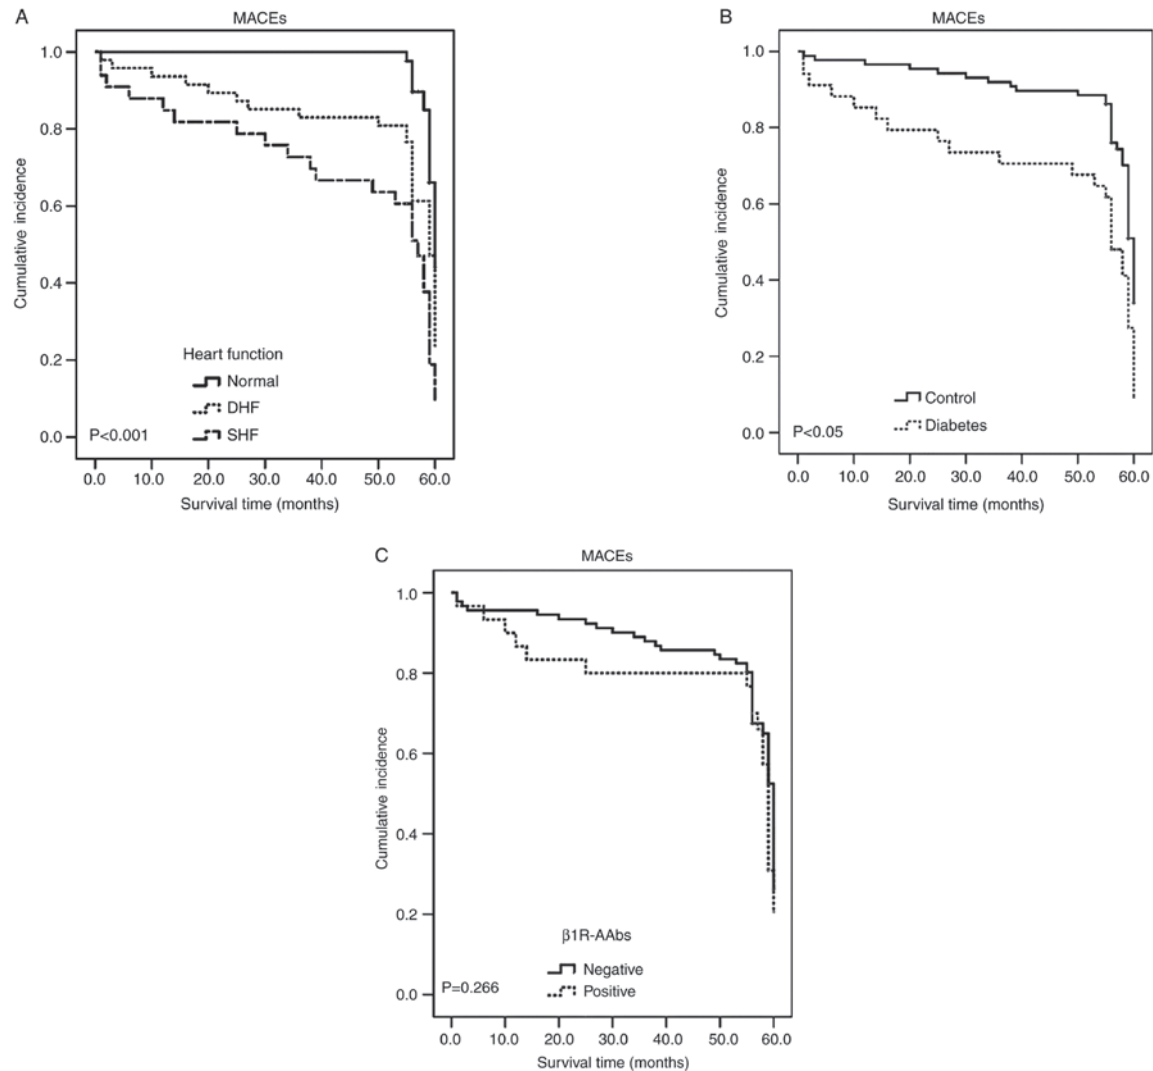 A
MACEs
1.0
0.8
0.6
0.4
0.2
0.0
Cumulative incidence
Heart function
Normal
DHF
SHF
P<0.001
0.0 10.0 20.0 30.0 40.0 50.0 60.0
Survival time (months)
B
MACEs
1.0
0.8
0.6
0.4
0.2
0.0
Cumulative incidence
Control
Diabetes
P<0.05
0.0 10.0 20.0 30.0 40.0 50.0 60.0
Survival time (months)
C
MACEs
1.0
0.8
0.6
0.4
0.2
0.0
Cumulative incidence
β1R-AAbs
Negative
Positive
P=0.266
0.0 10.0 20.0 30.0 40.0 50.0 60.0
Survival time (months)